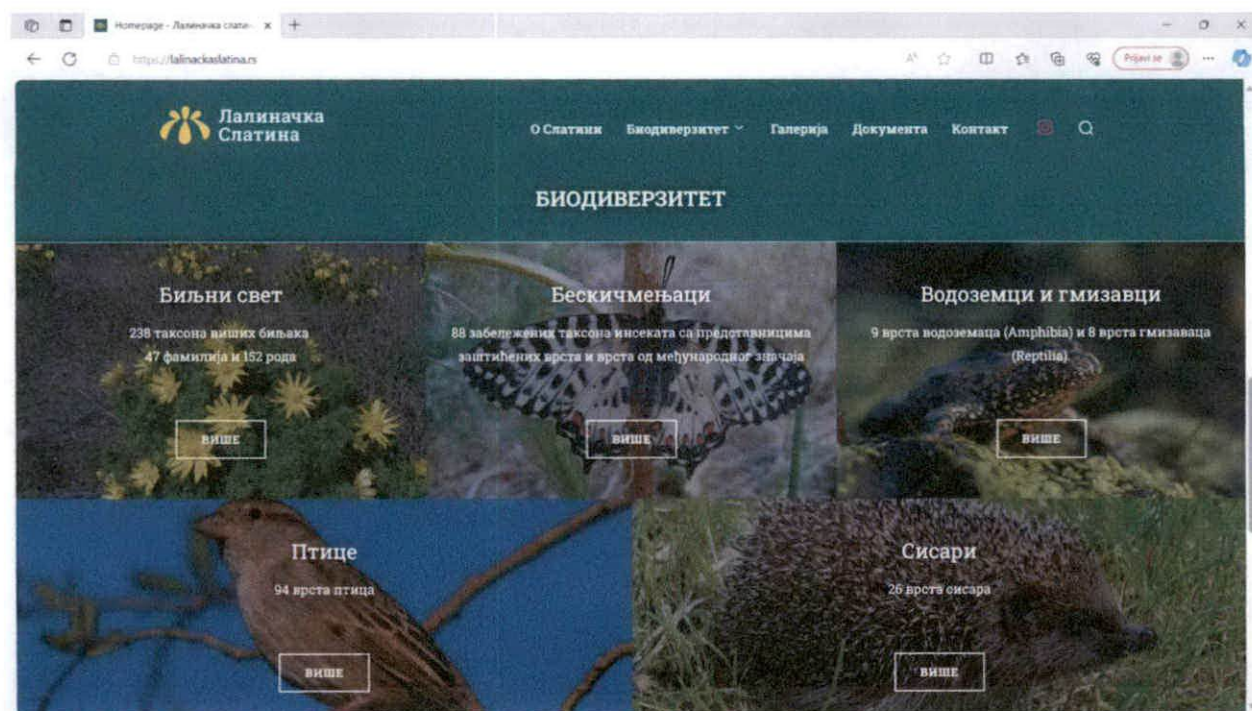 Homepage - Лалиначка слати
https://lalinackaslatina.rs
Prijavi se
Лалиначка
Слатина
О Слатини Биодиверзитет Галерија Документа Контакт
БИОДИВЕРЗИТЕТ
Биљни свет
238 таксона виших биљака
47 фамилија и 152 рода
ВИШЕ
Бескичмењаци
88 забележених таксона инсеката са представницима
заштићених врста и врста од међународног значаја
ВИШЕ
Водоземци и гмизавци
9 врста водоземаца (Amphibia) и 8 врста гмизаваца
(Reptilia)
ВИШЕ
Птице
94 врста птица
ВИШЕ
Сисари
26 врста сисара
ВИШЕ